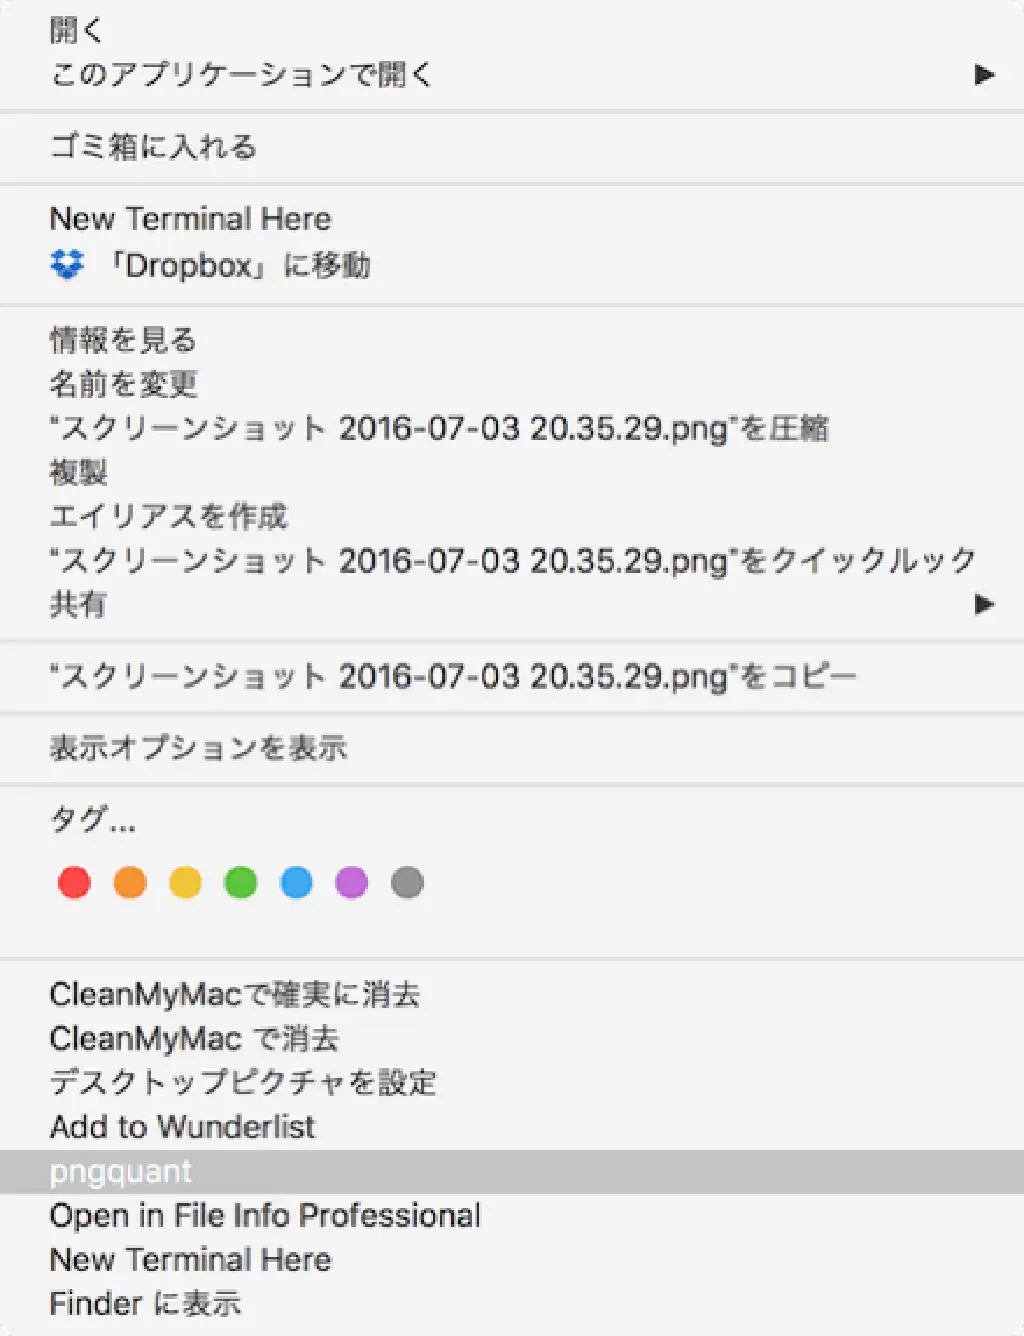 開く
このアプリケーションで開く
ゴミ箱に入れる
New Terminal Here
「Dropbox」に移動
情報を見る
名前を変更
“スクリーンショット 2016-07-03 20.35.29.png”を圧縮
複製
エイリアスを作成
“スクリーンショット 2016-07-03 20.35.29.png”をクイックルック
共有
“スクリーンショット 2016-07-03 20.35.29.png”をコピー
表示オプションを表示
タグ...
CleanMyMacで確実に消去
CleanMyMac で消去
デスクトップピクチャを設定
Add to Wunderlist
pngquant
Open in File Info Professional
New Terminal Here
Finder に表示